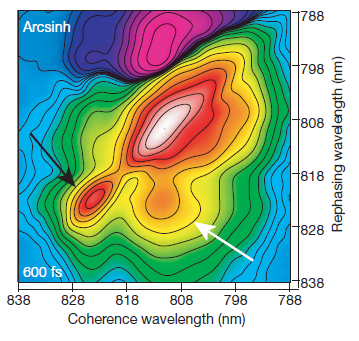 Arcsinh
600 fs
788
798
808
818
828
838
Rephasing wavelength (nm)
838 828 818 808 798 788
Coherence wavelength (nm)